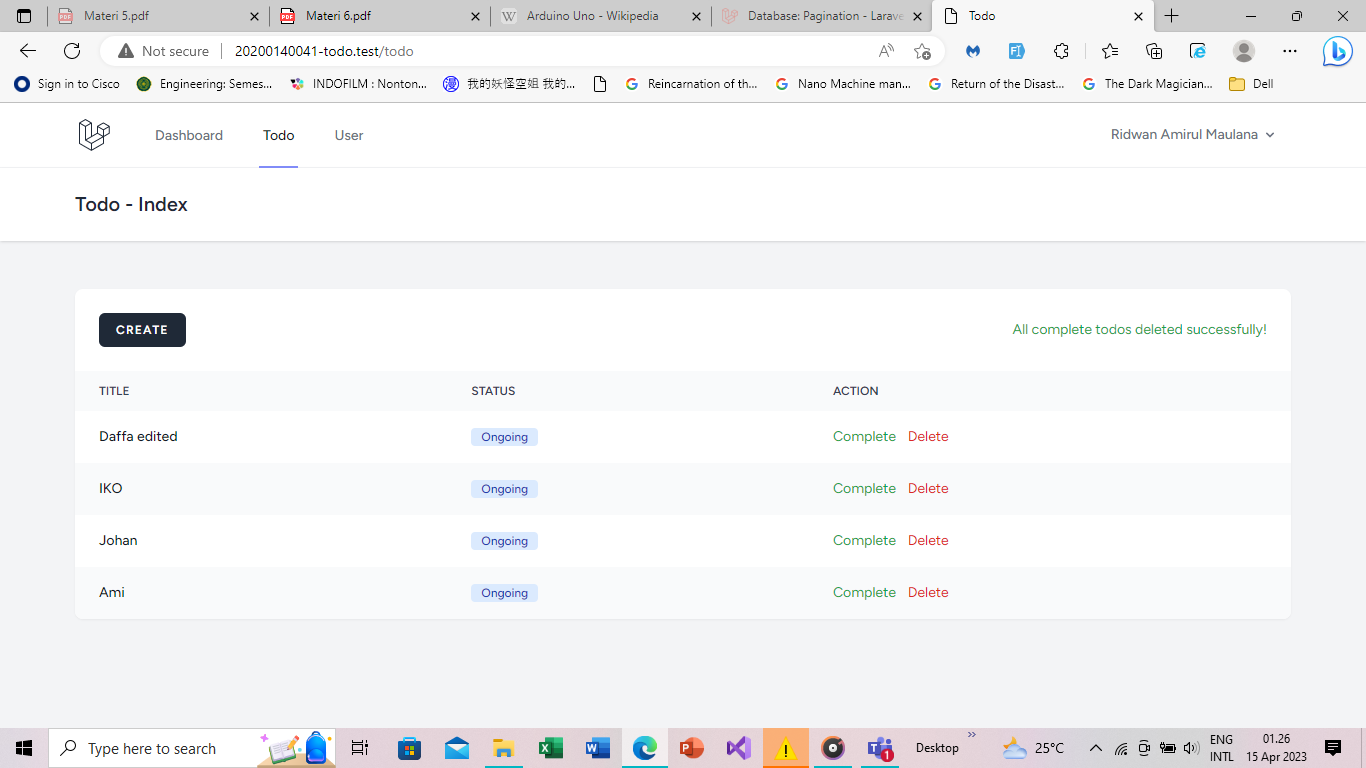 Materi 5.pdf
Materi 6.pdf
Arduino Uno - Wikipedia
Database: Pagination - Larave
Todo
Not secure
20200140041-todo.test/todo
Sign in to Cisco
Engineering: Semes...
INDOFILM : Nonton...
我的妖怪空姐 我的...
Reincarnation of th...
Nano Machine man...
Return of the Disast...
The Dark Magician...
Dell
Dashboard
Todo
User
Ridwan Amirul Maulana
Todo - Index
CREATE
All complete todos deleted successfully!
TITLE STATUS ACTION
Daffa edited Ongoing Complete Delete
IKO Ongoing Complete Delete
Johan Ongoing Complete Delete
Ami Ongoing Complete Delete
Type here to search
Desktop
25°C
ENG
INTL
01.26
15 Apr 2023